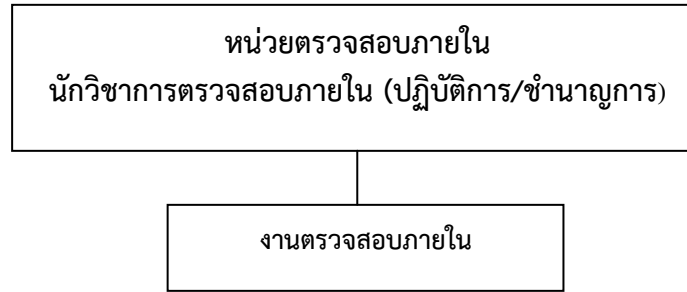 หน่วยตรวจสอบภายใน
นักวิชาการตรวจสอบภายใน (ปฏิบัติการ/ชำนาญการ)
งานตรวจสอบภายใน